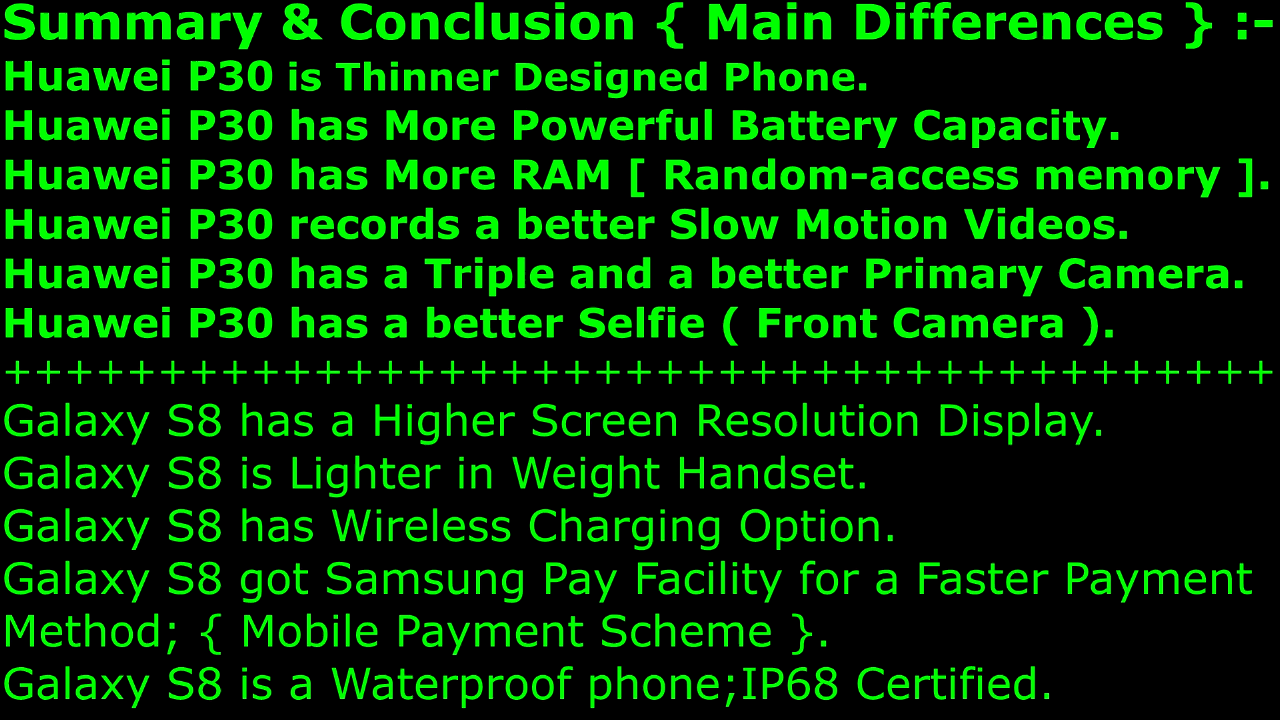 Summary & Conclusion { Main Differences } :-
Huawei P30 is Thinner Designed Phone.
Huawei P30 has More Powerful Battery Capacity.
Huawei P30 has More RAM [ Random-access memory ].
Huawei P30 records a better Slow Motion Videos.
Huawei P30 has a Triple and a better Primary Camera.
Huawei P30 has a better Selfie ( Front Camera ).
+++++++++++++++++++++++++++++++++++++++++
Galaxy S8 has a Higher Screen Resolution Display.
Galaxy S8 is Lighter in Weight Handset.
Galaxy S8 has Wireless Charging Option.
Galaxy S8 got Samsung Pay Facility for a Faster Payment
Method; { Mobile Payment Scheme }.
Galaxy S8 is a Waterproof phone;IP68 Certified.